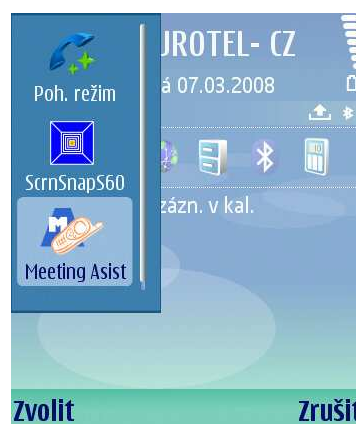 UROTEL- CZ
á 07.03.2008
Poh. režim
ScrnSnapS60
zázn. v kal.
Meeting Asist
Zvolit
Zrušit